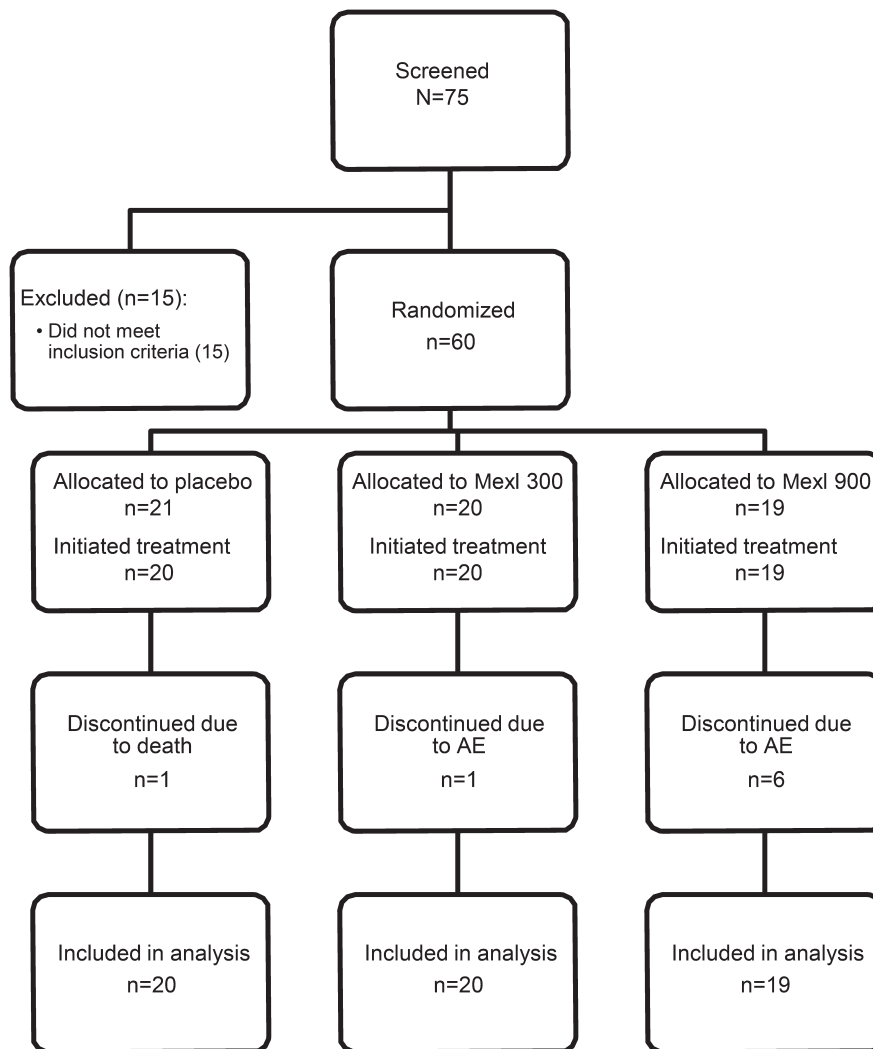 Screened
N=75
Excluded (n=15):
• Did not meet
inclusion criteria (15)
Randomized
n=60
Allocated to placebo
n=21
Initiated treatment
n=20
Allocated to Mexl 300
n=20
Initiated treatment
n=20
Allocated to Mexl 900
n=19
Initiated treatment
n=19
Discontinued due
to death
n=1
Discontinued due
to AE
n=1
Discontinued due
to AE
n=6
Included in analysis
n=20
Included in analysis
n=20
Included in analysis
n=19